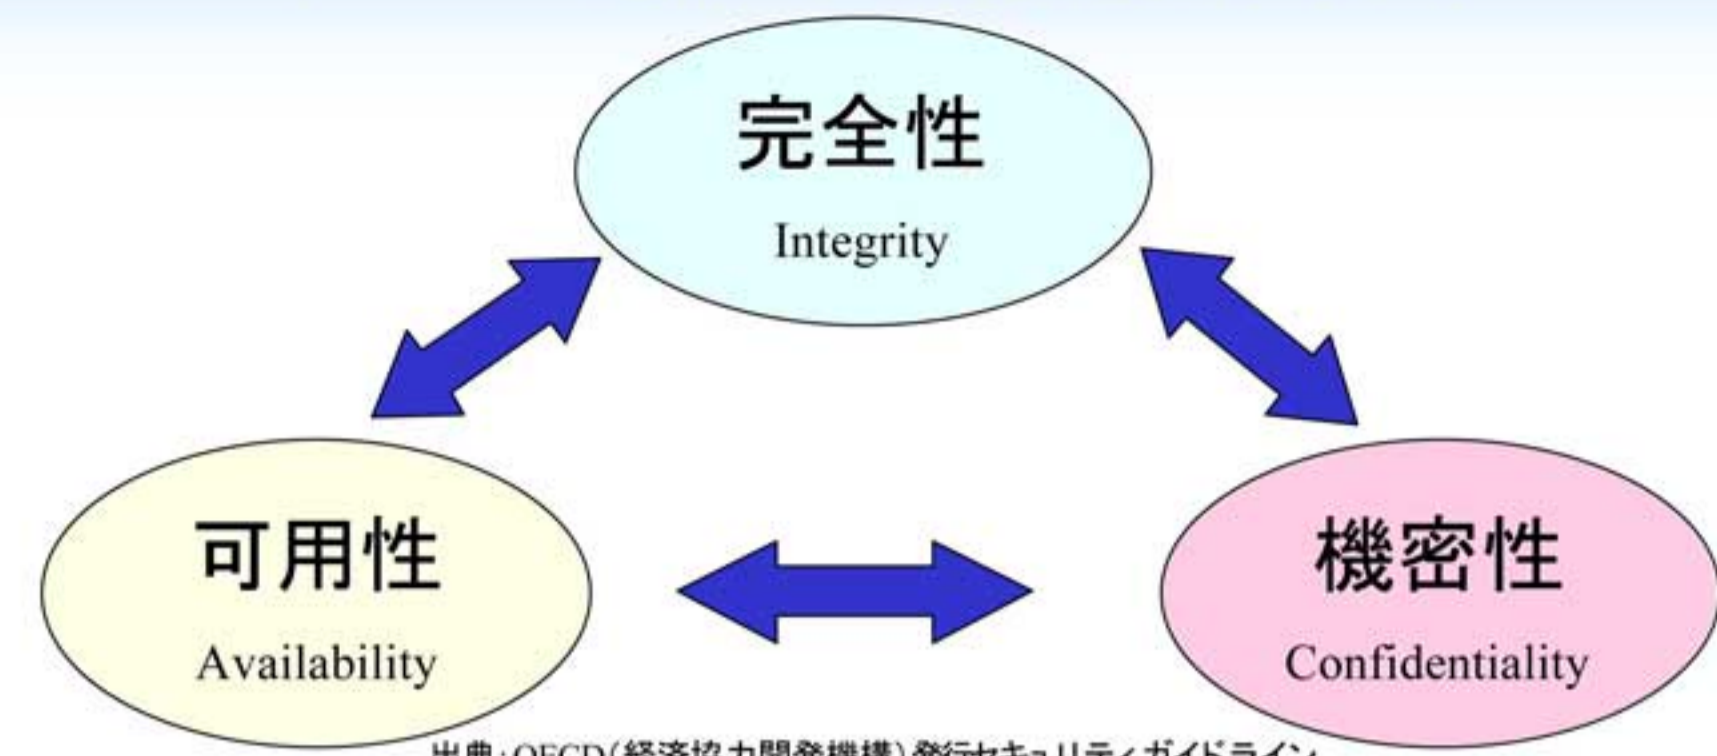 完全性
Integrity
可用性
Availability
機密性
Confidentiality
出典：OECD（経済協力開発機構）発行セキュリティガイドライン